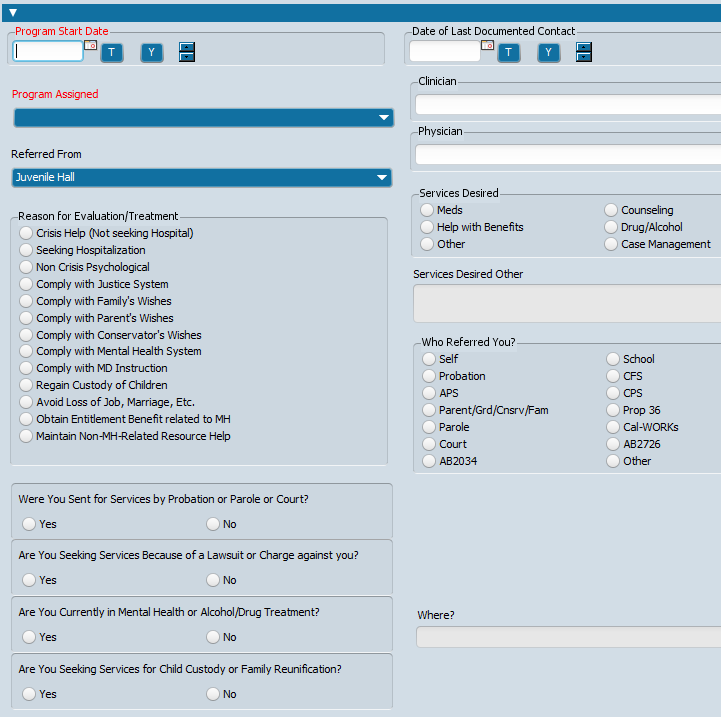 Program Start Date
T Y
Program Assigned
Referred From
Juvenile Hall
Reason for Evaluation/Treatment
Crisis Help (Not seeking Hospital)
Seeking Hospitalization
Non Crisis Psychological
Comply with Justice System
Comply with Family's Wishes
Comply with Parent's Wishes
Comply with Conservator's Wishes
Comply with Mental Health System
Comply with MD Instruction
Regain Custody of Children
Avoid Loss of Job, Marriage, Etc.
Obtain Entitlement Benefit related to MH
Maintain Non-MH-Related Resource Help
Were You Sent for Services by Probation or Parole or Court?
Yes No
Are You Seeking Services Because of a Lawsuit or Charge against you?
Yes No
Are You Currently in Mental Health or Alcohol/Drug Treatment?
Yes No
Are You Seeking Services for Child Custody or Family Reunification?
Yes No
Date of Last Documented Contact
T Y
Clinician
Physician
Services Desired
Meds Counseling
Help with Benefits Drug/Alcohol
Other Case Management
Services Desired Other
Who Referred You?
Self School
Probation CFS
APS CPS
Parent/Grd/Cnsrv/Fam Prop 36
Parole Cal-WORKs
Court AB2726
AB2034 Other
Where?